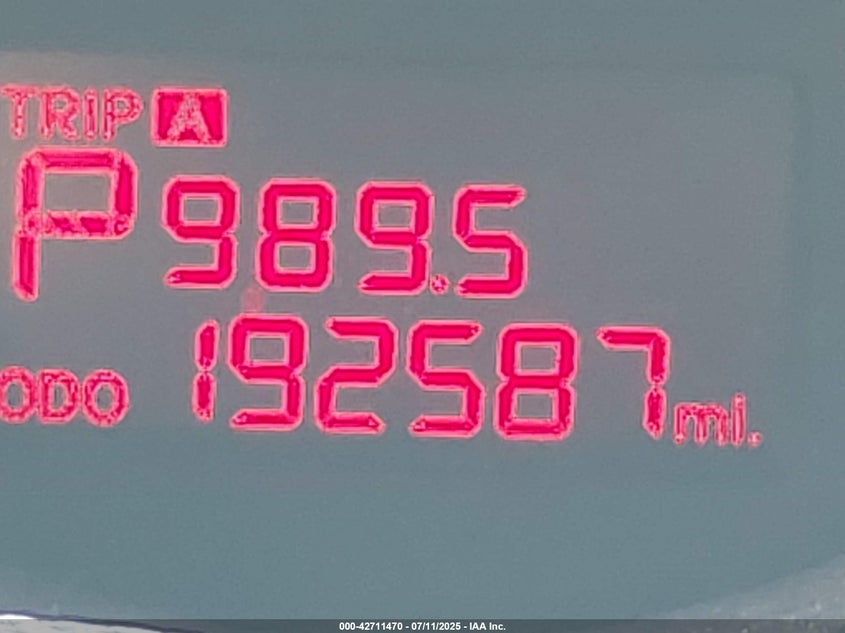 TRIP A
P 989.5
ODO 192587 mi.
000-42711470 - 07/11/2025 - IAA Inc.